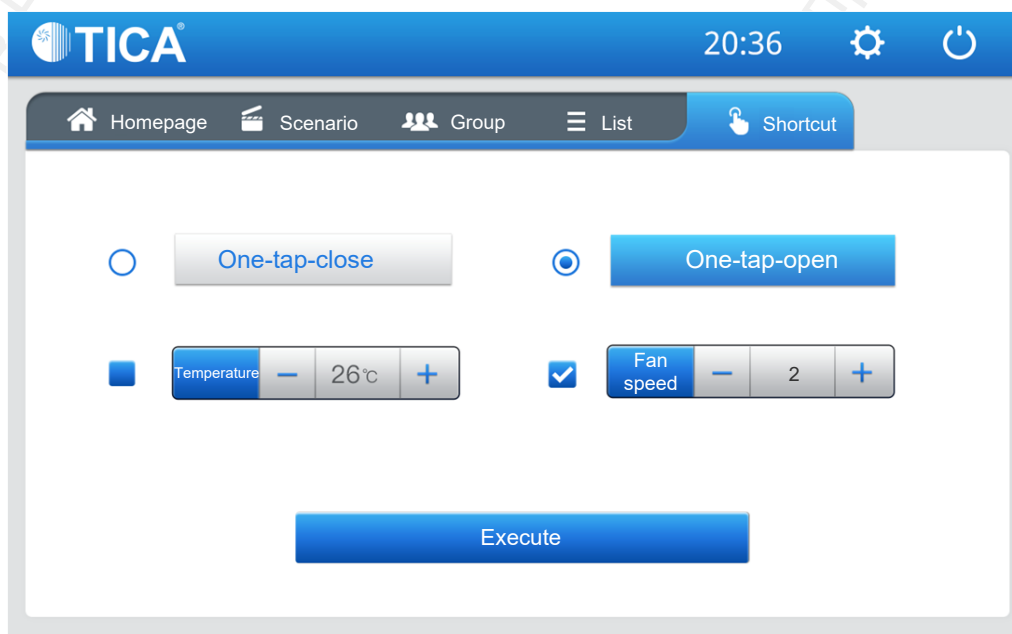 TICA®
20:36
Homepage
Scenario
Group
List
Shortcut
One-tap-close
One-tap-open
Temperature
26℃
Fan
speed
2
Execute